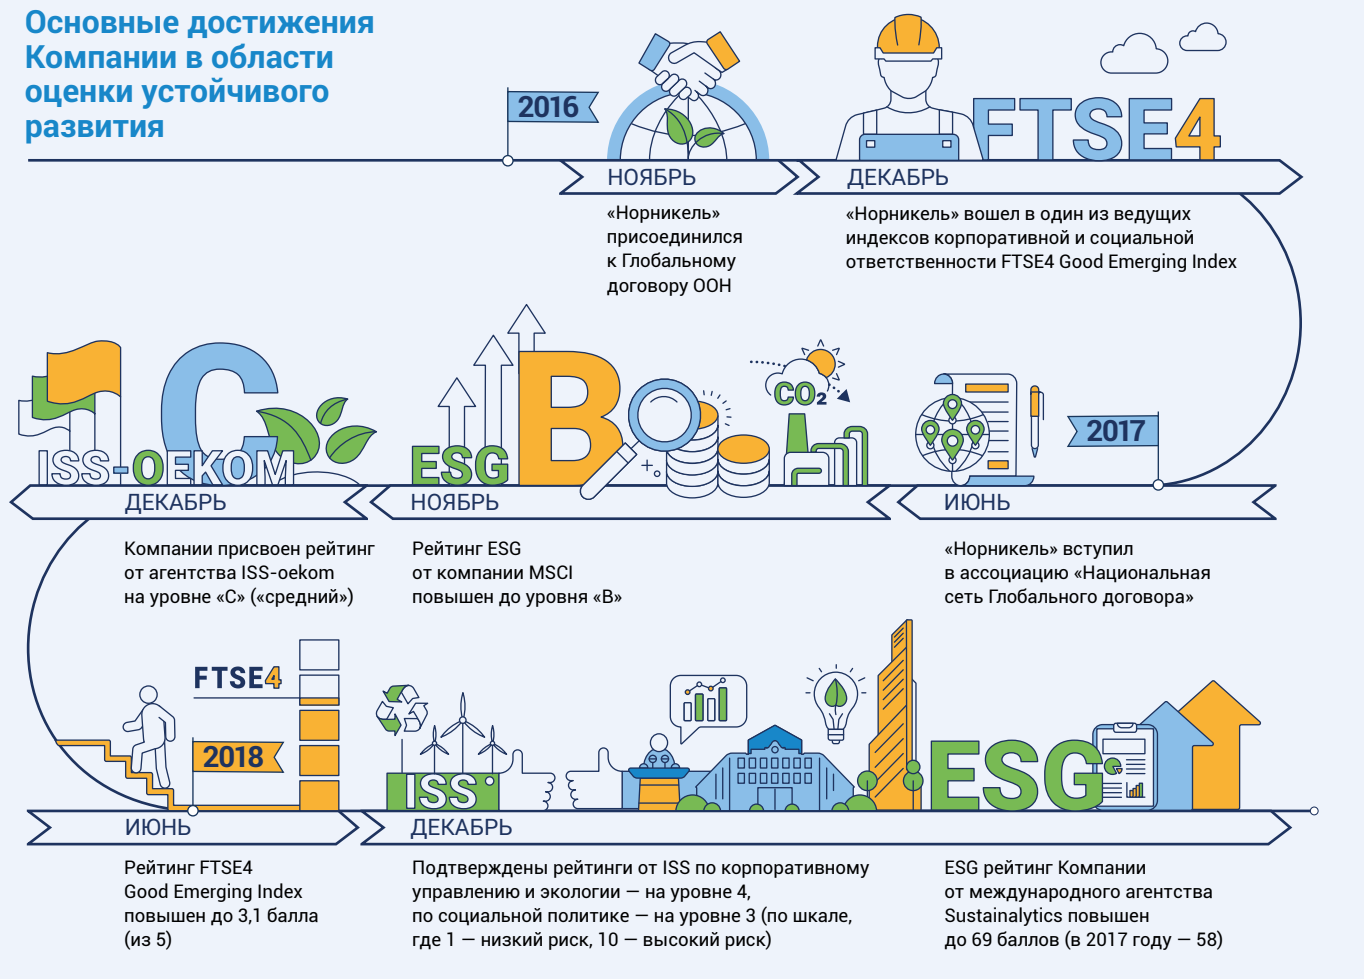 Основные достижения
Компании в области
оценки устойчивого
развития
2016
FTSE4
НОЯБРЬ
ДЕКАБРЬ
«Норникель»
присоединился
к Глобальному
договору ООН
«Норникель» вошел в один из ведущих
индексов корпоративной и социальной
ответственности FTSE4 Good Emerging Index
2017
ИЮНЬ
«Норникель» вступил
в ассоциацию «Национальная
сеть Глобального договора»
ESG
B
CO2
НОЯБРЬ
Рейтинг ESG
от компании MSCI
повышен до уровня «B»
C
ISS-OEKOM
ДЕКАБРЬ
Компании присвоен рейтинг
от агентства ISS-oekom
на уровне «C» («средний»)
FTSE4
2018
ИЮНЬ
Рейтинг FTSE4
Good Emerging Index
повышен до 3,1 балла
(из 5)
ISS
ESG
ДЕКАБРЬ
Подтверждены рейтинги от ISS по корпоративному
управлению и экологии — на уровне 4,
по социальной политике — на уровне 3 (по шкале,
где 1 — низкий риск, 10 — высокий риск)
ESG рейтинг Компании
от международного агентства
Sustainalytics повышен
до 69 баллов (в 2017 году — 58)